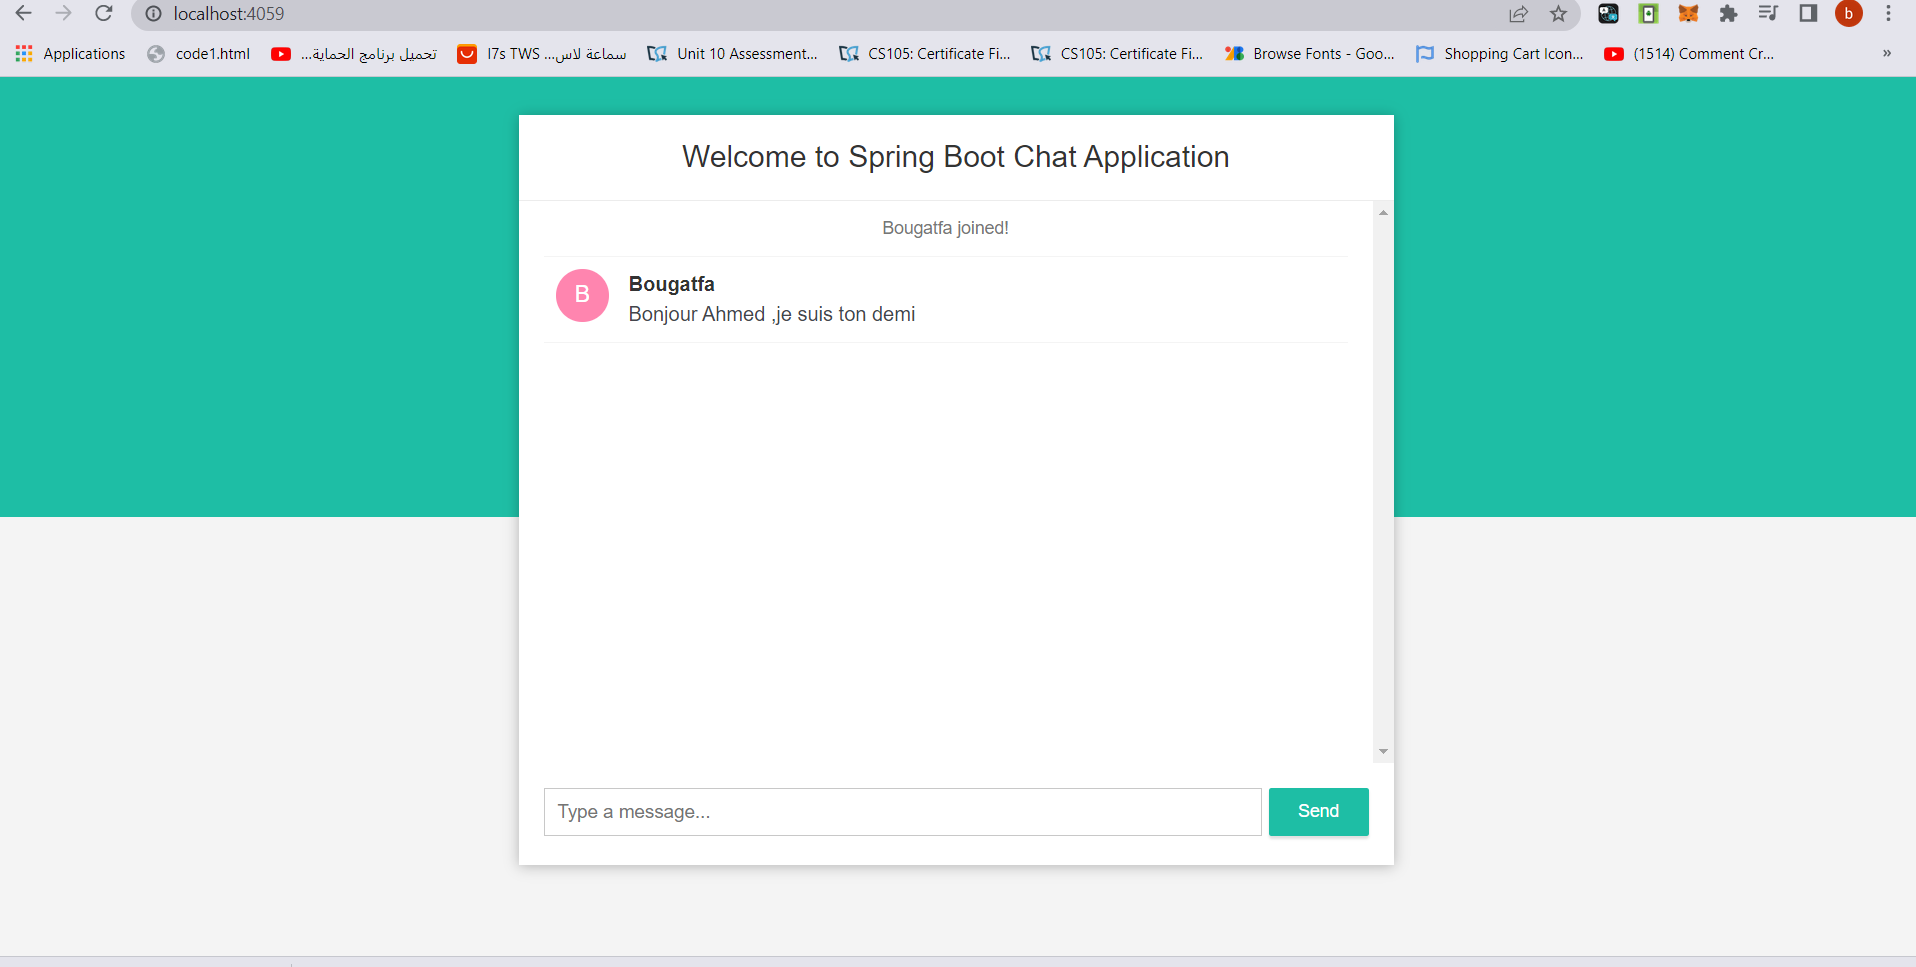 localhost:4059
b
Applications
code1.html
تحميل برنامج الحماية...
I7s TWS سماعة لاس...
Unit 10 Assessment...
CS105: Certificate Fi...
CS105: Certificate Fi...
Browse Fonts - Goo...
Shopping Cart Icon...
(1514) Comment Cr...
»
Welcome to Spring Boot Chat Application
Bougatfa joined!
B
Bougatfa
Bonjour Ahmed ,je suis ton demi
Type a message...
Send